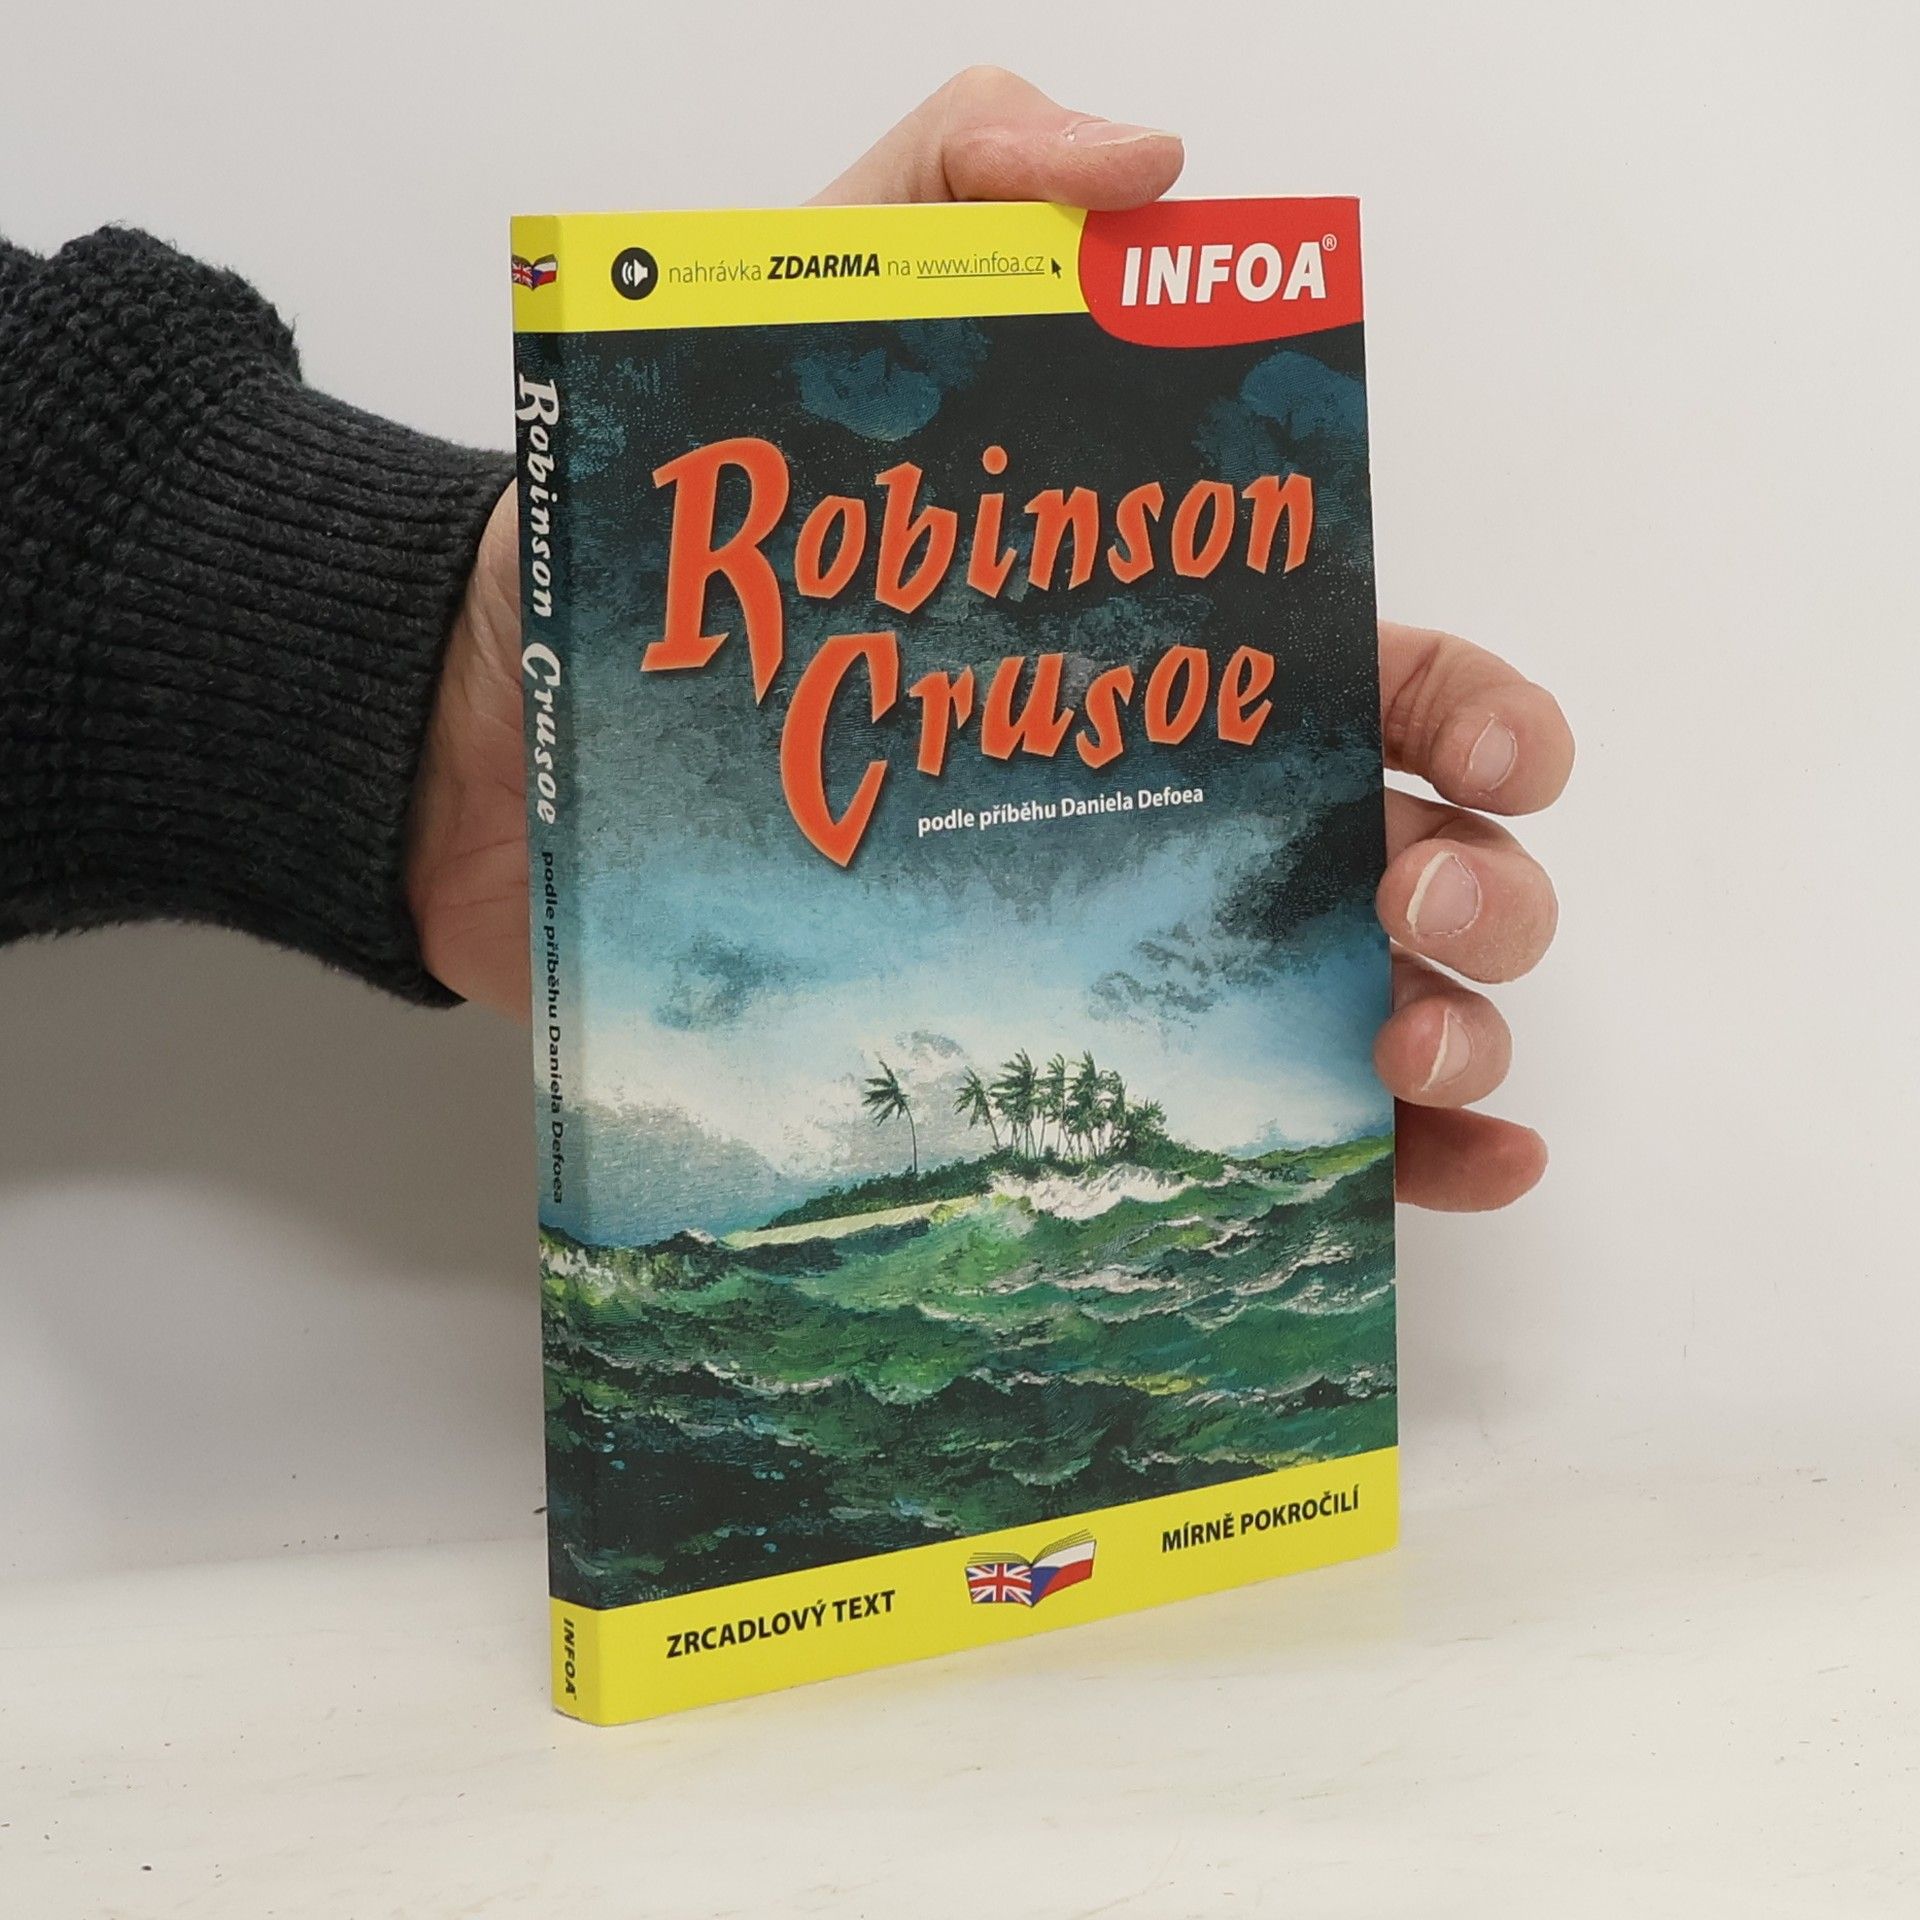 nahrávka ZDARMA na www.infoa.cz
INFOA®
Robinson
Crusoe
podle příběhu Daniela Defoea
ZRCADLOVÝ TEXT
MÍRNĚ POKROČILÍ
Robinson Crusoe podle příběhu Daniela Defoea
INFOA